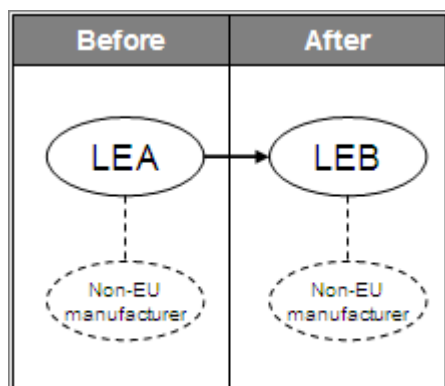 Before After
LEA LEB
Non-EU Non-EU
manufacturer manufacturer